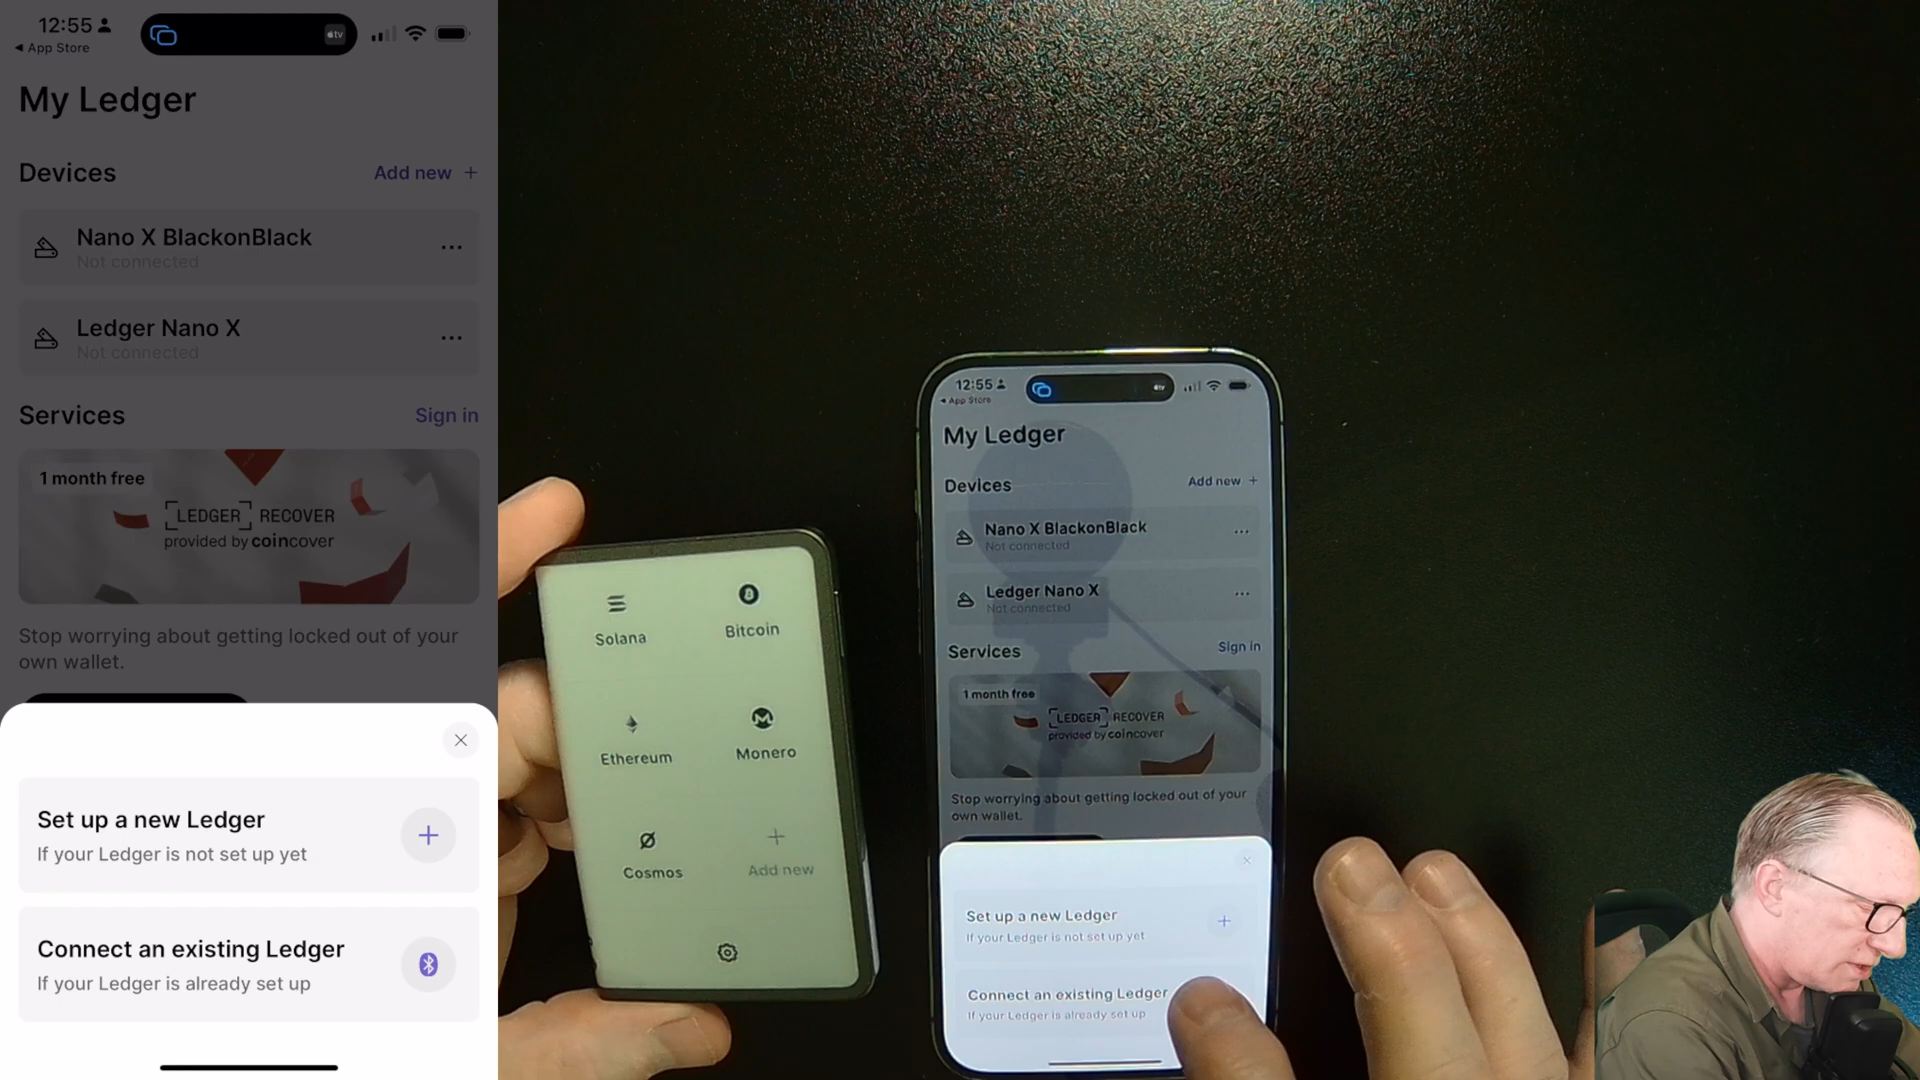 12:55
App Store
tv
My Ledger
Devices
Add new +
Nano X BlackonBlack
Not connected
...
Ledger Nano X
Not connected
...
Services
Sign in
1 month free
[LEDGER] RECOVER
provided by coincover
Stop worrying about getting locked out of your
own wallet.
Set up a new Ledger
If your Ledger is not set up yet
Connect an existing Ledger
If your Ledger is already set up
Solana
Bitcoin
Ethereum
Monero
Cosmos
Add new
12:55
App Store
tv
My Ledger
Devices
Add new +
Nano X BlackonBlack
Not connected
...
Ledger Nano X
Not connected
...
Services
Sign in
1 month free
[LEDGER] RECOVER
provided by coincover
Stop worrying about getting locked out of your
own wallet.
Set up a new Ledger
If your Ledger is not set up yet
Connect an existing Ledger
If your Ledger is already set up